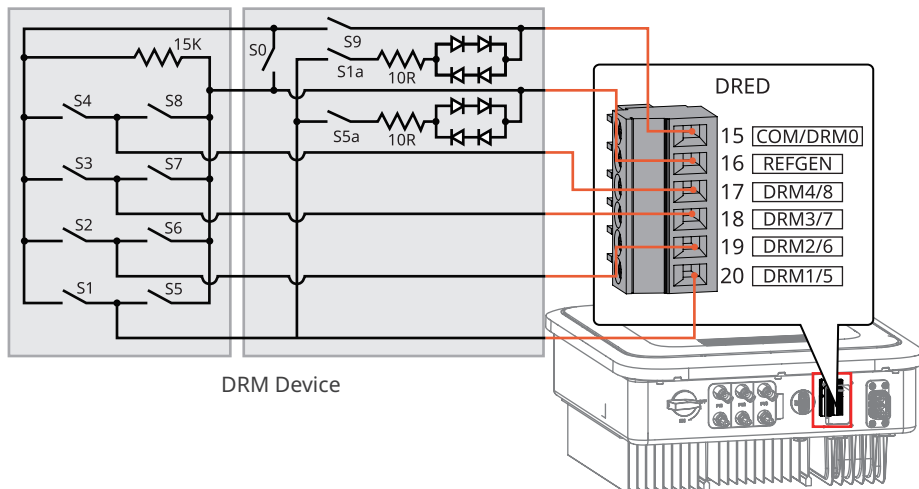 15K
S0
S9
S1a
10R
S4
S8
S5a
10R
S3
S7
S2
S6
S1
S5
DRM Device
DRED
15 COM/DRM0
16 REFGEN
17 DRM4/8
18 DRM3/7
19 DRM2/6
20 DRM1/5